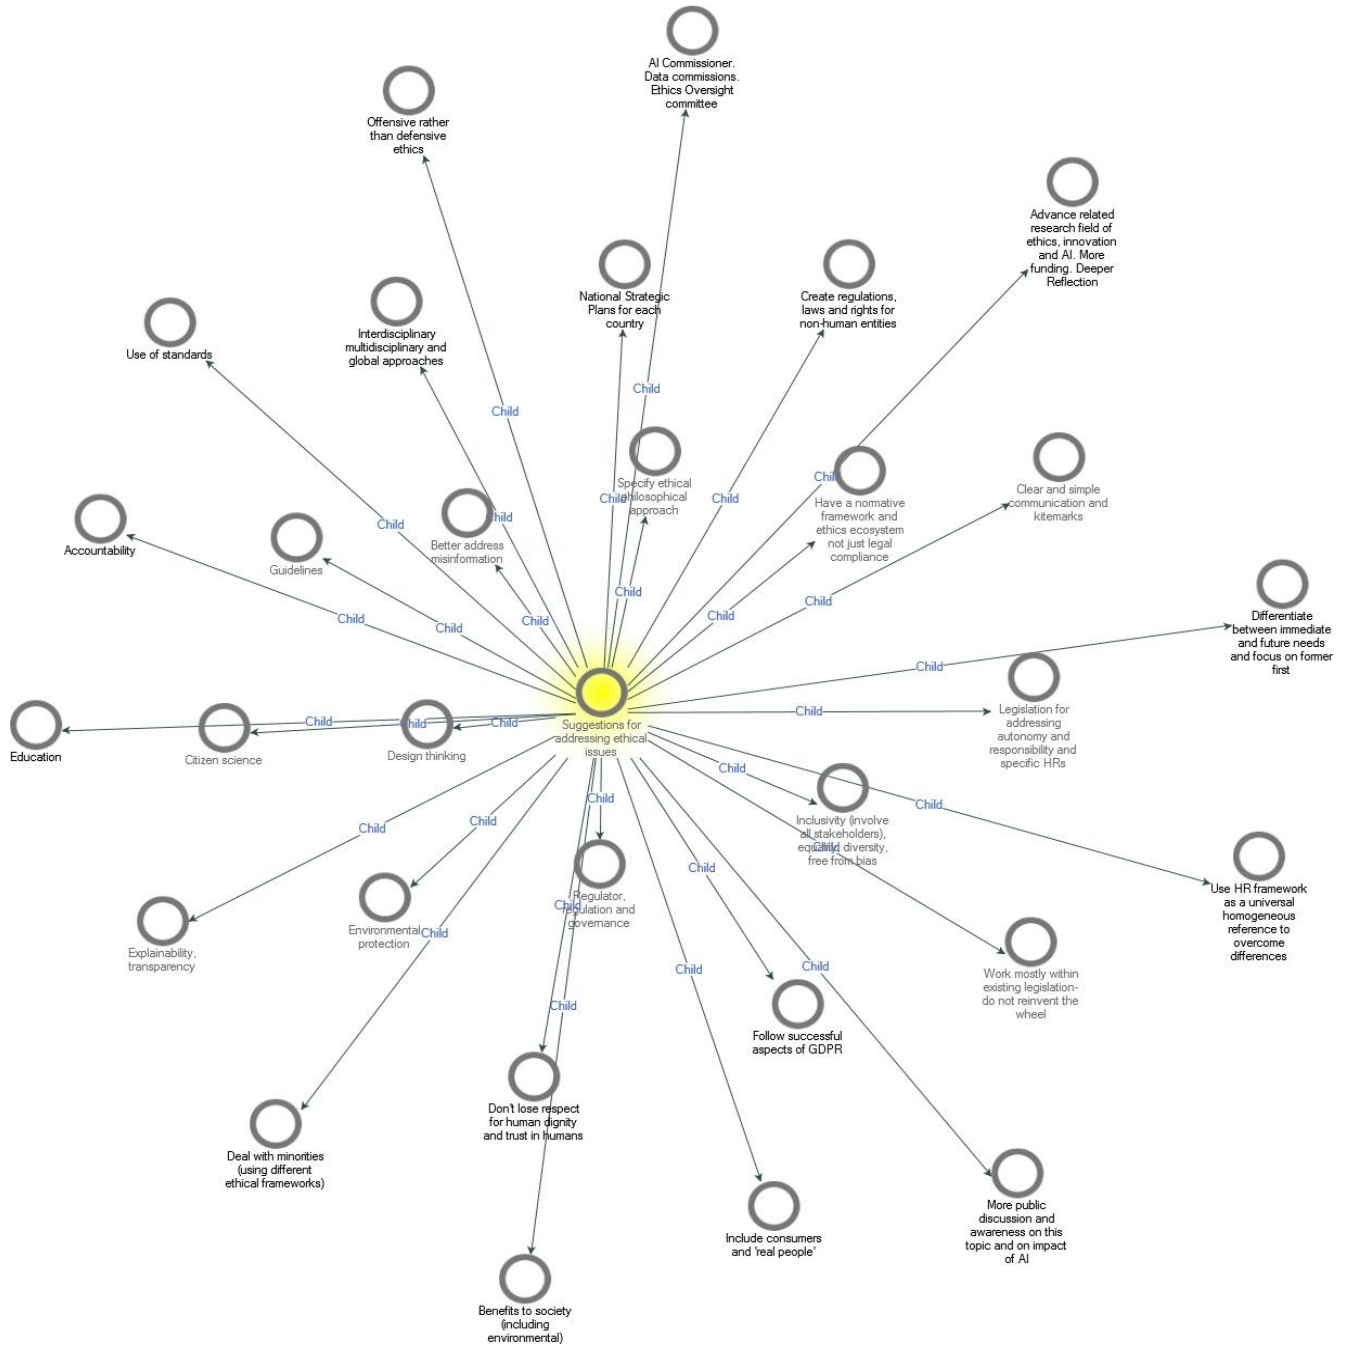 AI Commissioner.
Data commissions.
Ethics Oversight
committee
Offensive rather
than defensive
ethics
Advance related
research field of
ethics, innovation
and AI. More
funding. Deeper
Reflection
National Strategic
Plans for each
country
Create regulations,
laws and rights for
non-human entities
Interdisciplinary
multidisciplinary and
global approaches
Use of standards
Child
Child
Specify ethical
philosophical
approach
Child
Child
Child
Have a normative
framework and
ethics ecosystem
not just legal
compliance
Clear and simple
communication and
kitemarks
Child
Child
Better address
misinformation
Accountability
Guidelines
Child
Child
Child
Child
Child
Child
Child
Differentiate
between immediate
and future needs
and focus on former
first
Child
Child
Legislation for
addressing
autonomy and
responsibility and
specific HRs
Education
Child
Citizen science
Child
Design thinking
Child
Suggestions for
addressing ethical
issues
Child
Child
Child
Inclusivity (involve
all stakeholders),
equality, diversity,
free from bias
Child
Child
Child
Child
Use HR framework
as a universal
homogeneous
reference to
overcome
differences
Regulator,
regulation and
governance
Child
Environmental
protection
Child
Explainability,
transparency
Child
Child
Work mostly within
existing legislation-
do not reinvent the
wheel
Child
Follow successful
aspects of GDPR
Don't lose respect
for human dignity
and trust in humans
Deal with minorities
(using different
ethical frameworks)
Include consumers
and 'real people'
More public
discussion and
awareness on this
topic and on impact
of AI
Benefits to society
(including
environmental)